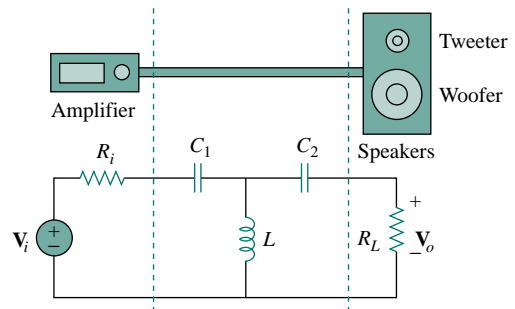 Tweeter
Woofer
Amplifier
Speakers
R_i
C_1
C_2
V_i
+
−
L
R_L
+
−
V_o